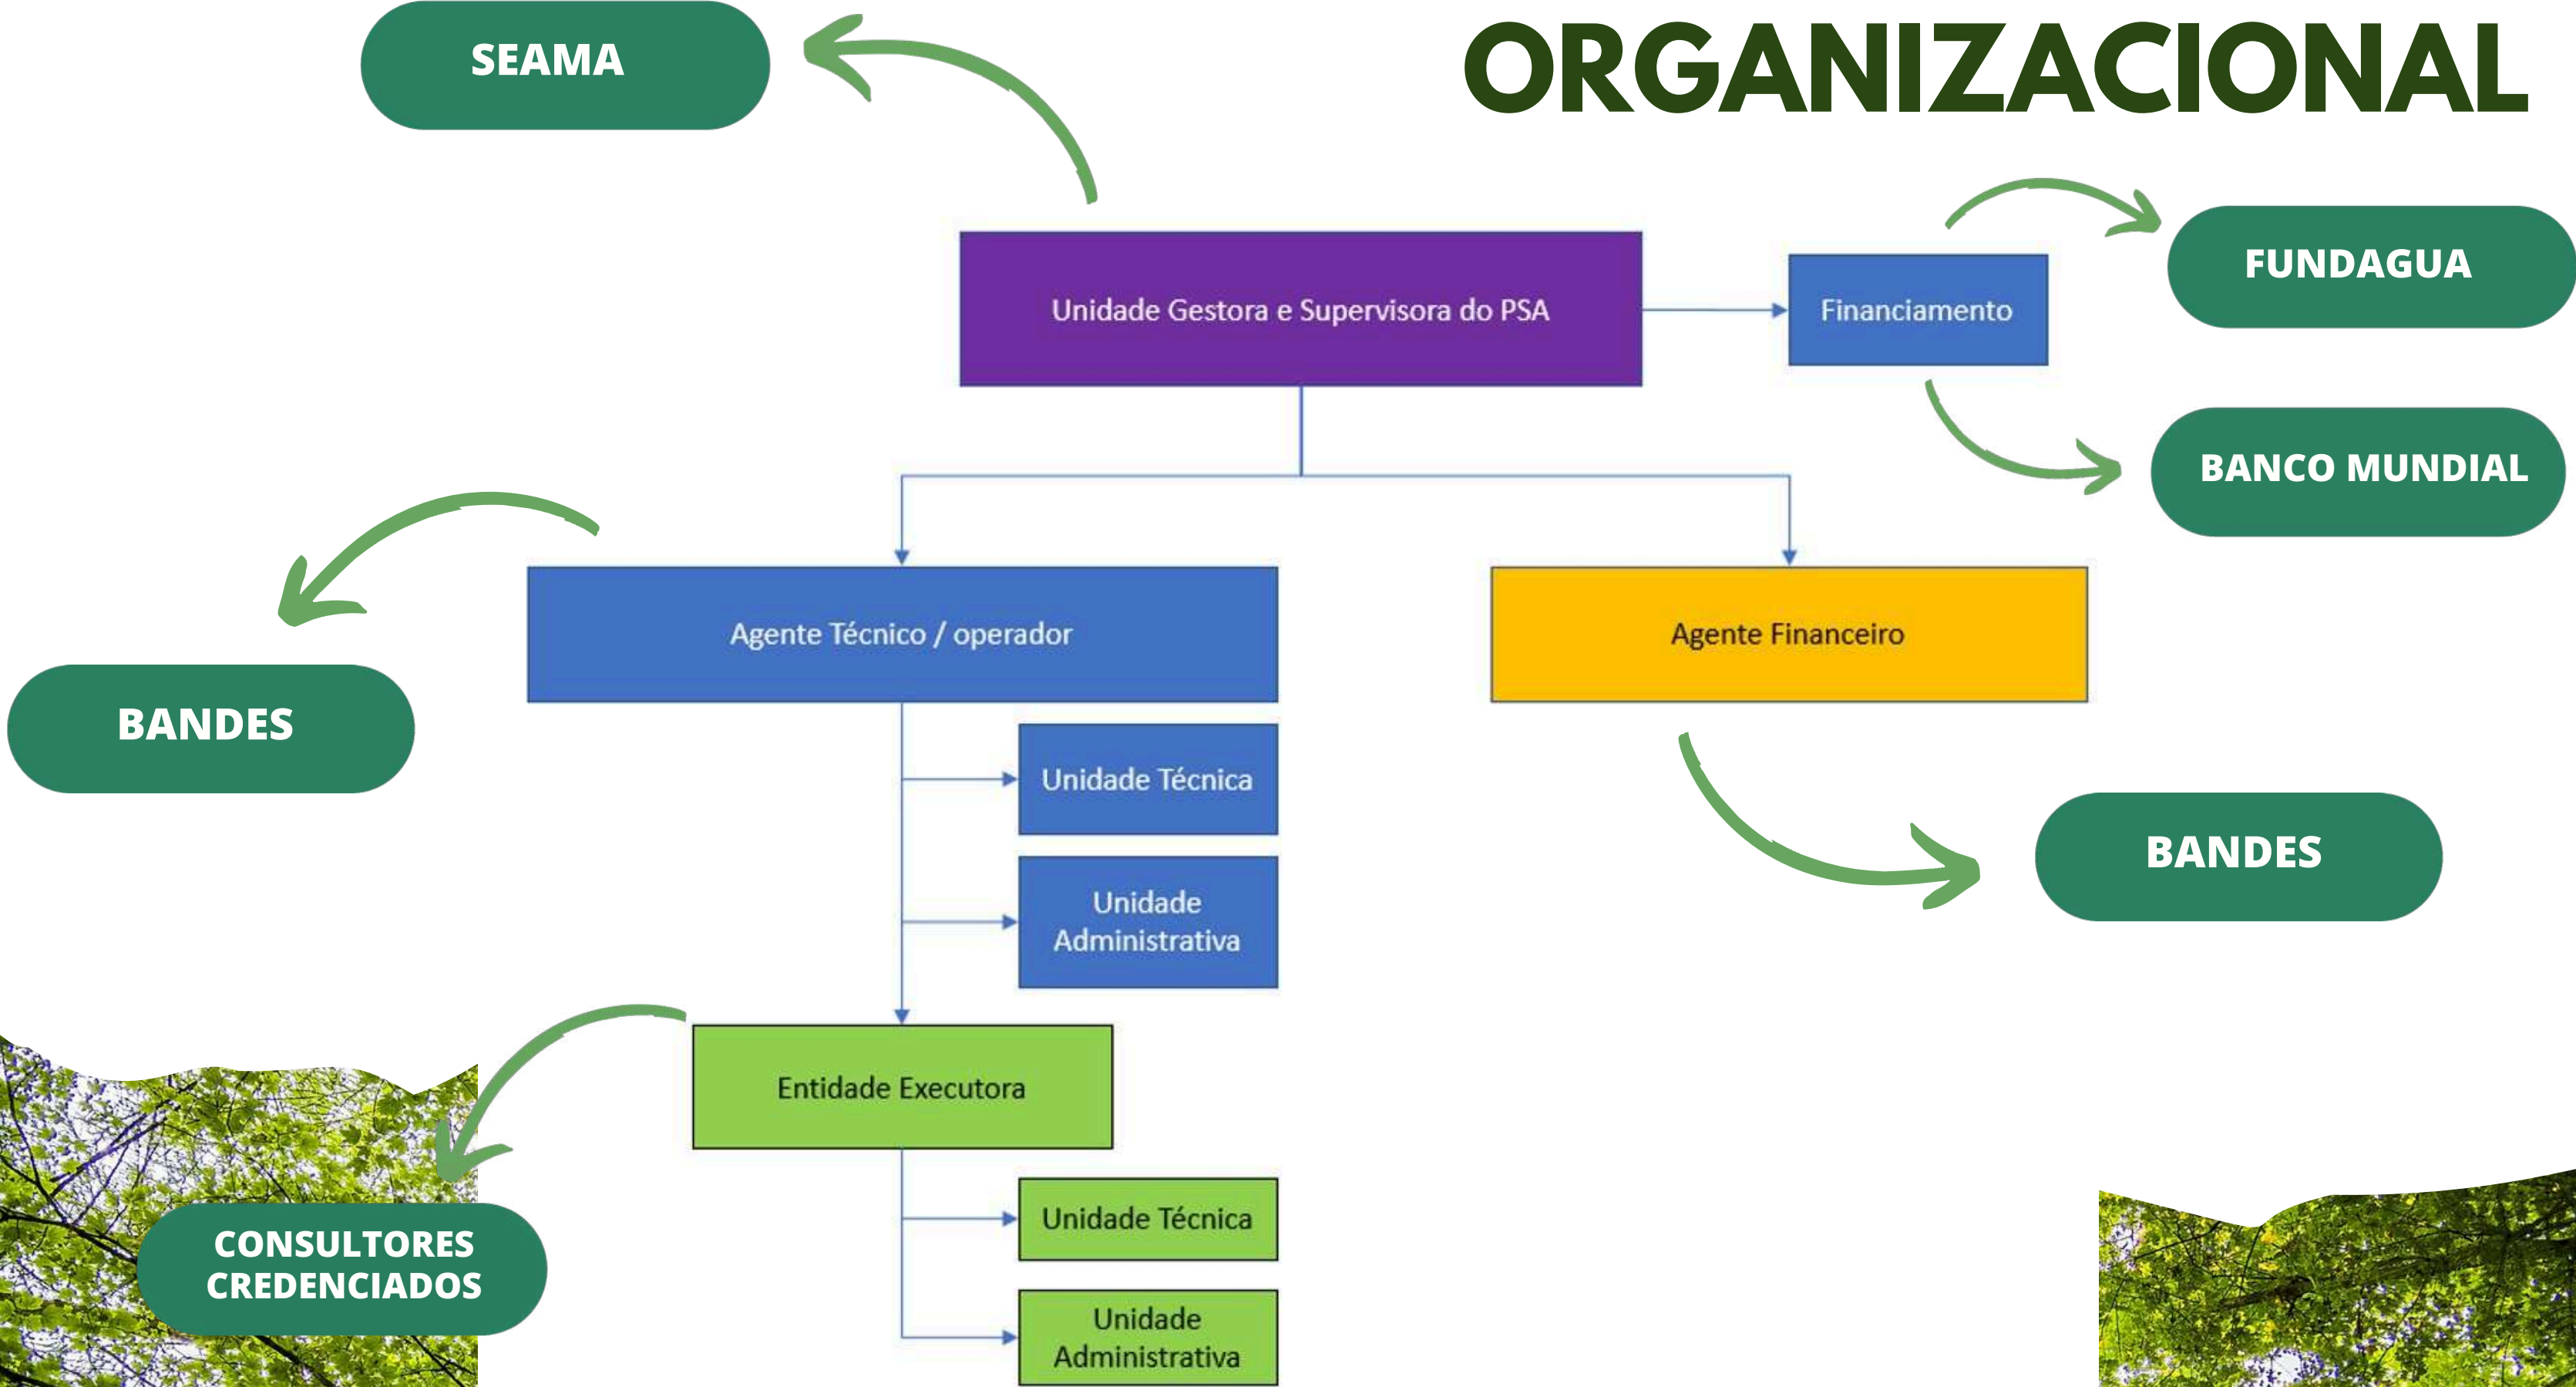 ORGANIZACIONAL
SEAMA
FUNDAGUA
Unidade Gestora e Supervisora do PSA
Financiamento
BANCO MUNDIAL
Agente Técnico / operador
Agente Financeiro
BANDES
Unidade Técnica
BANDES
Unidade
Administrativa
Entidade Executora
CONSULTORES
CREDENCIADOS
Unidade Técnica
Unidade
Administrativa